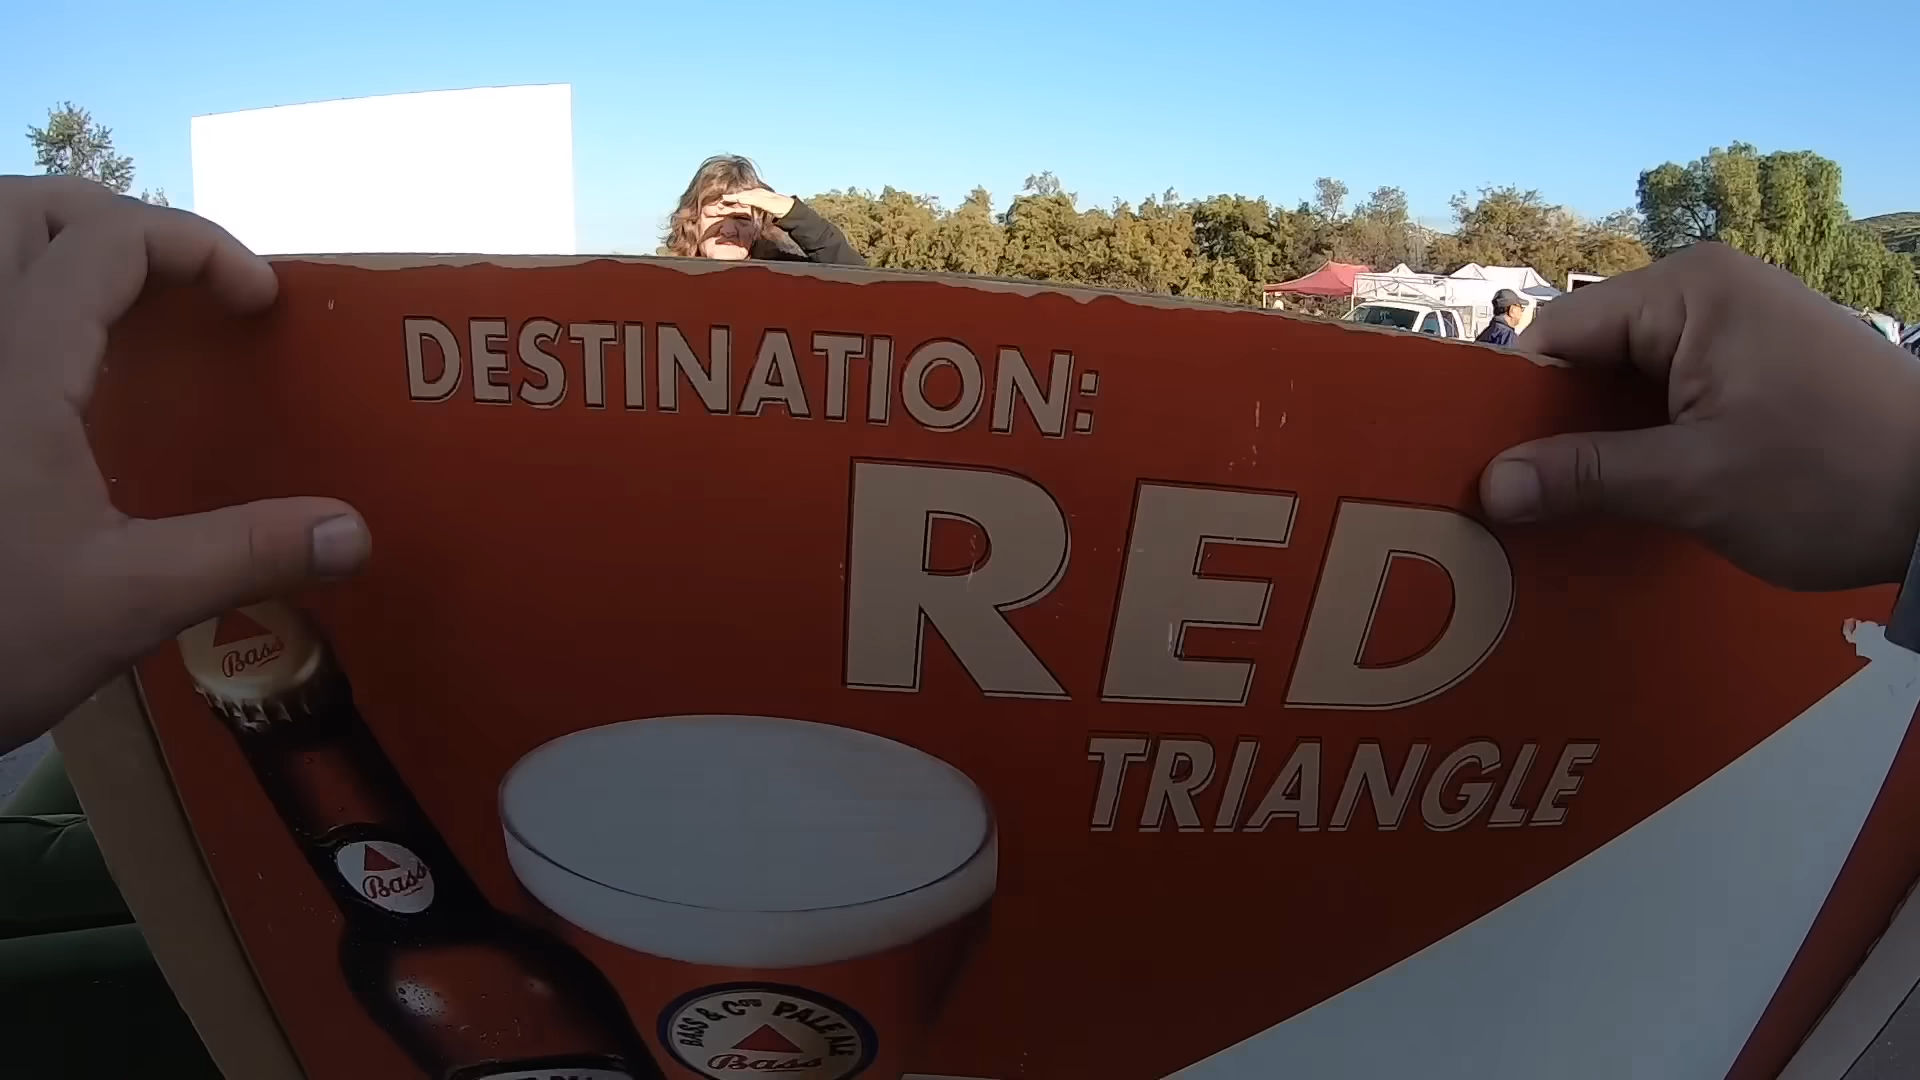 DESTINATION:
RED
TRIANGLE
Bass
Bass
BASS & Co's PALE ALE
Bass